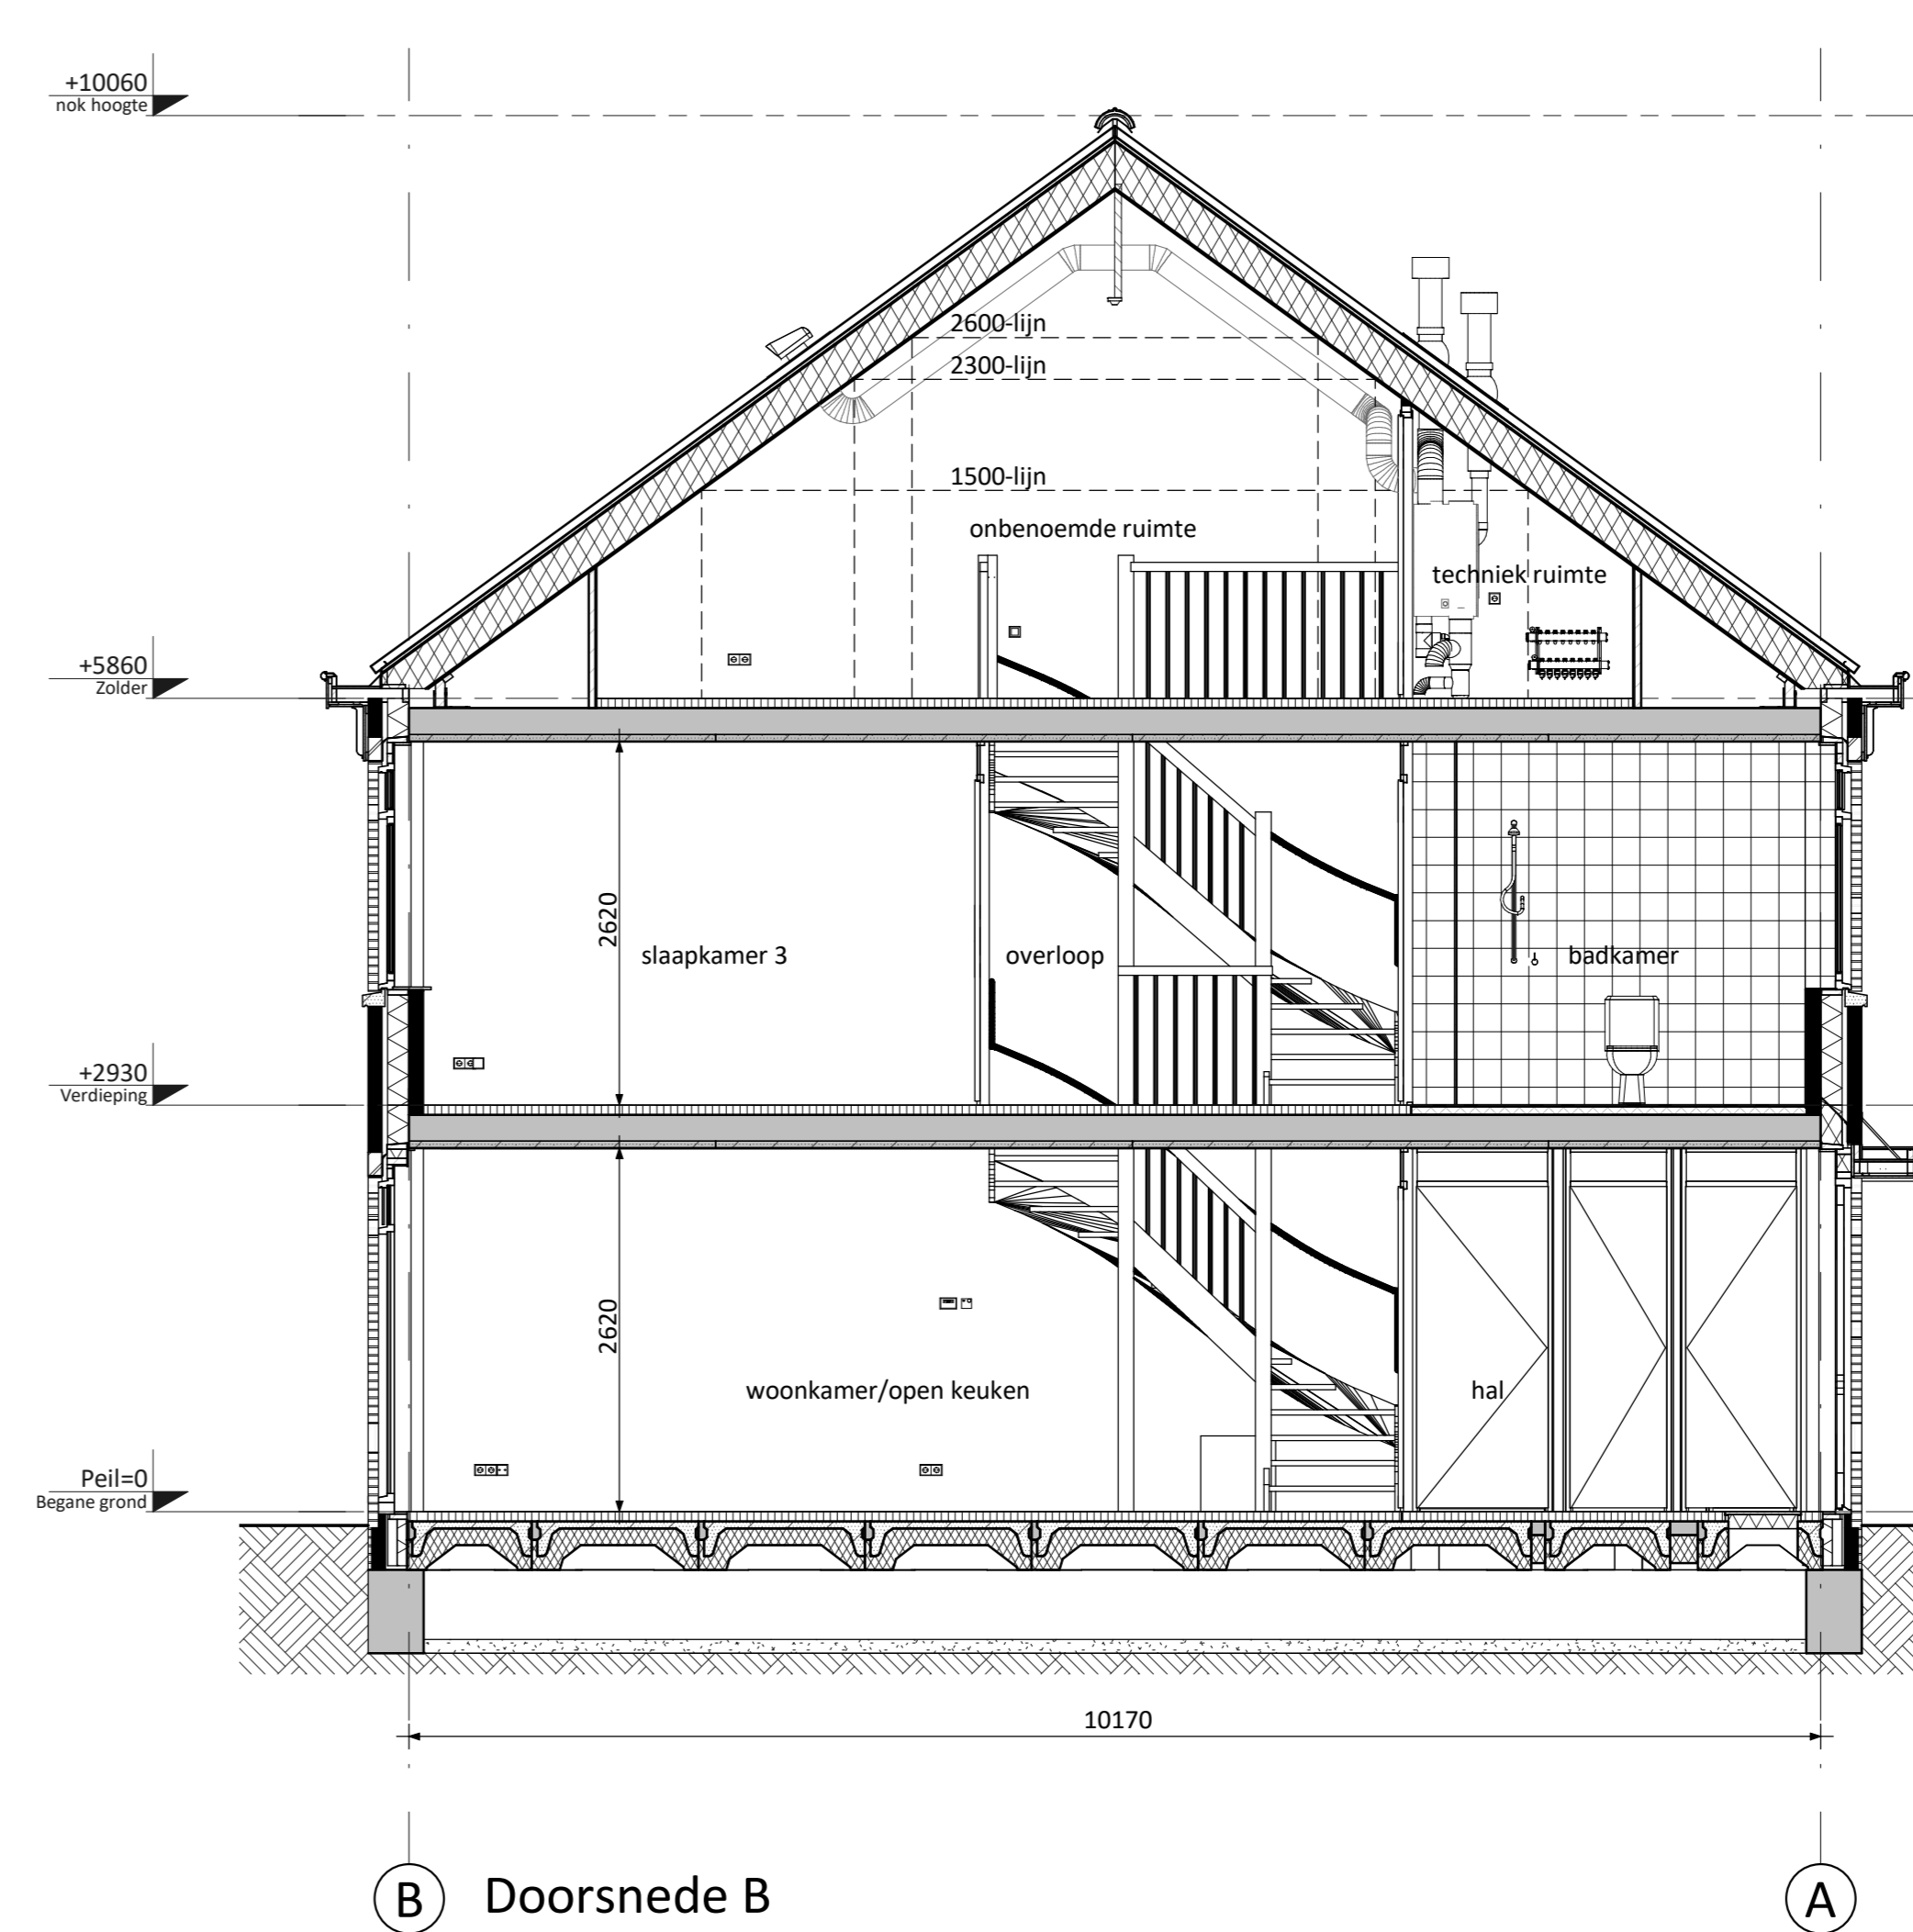 +10060
nok hoogte
2600-lijn
2300-lijn
1500-lijn
onbenoemde ruimte
techniek ruimte
+5860
Zolder
2620
slaapkamer 3
overloop
badkamer
+2930
Verdieping
2620
woonkamer/open keuken
hal
Peil=0
Begane grond
10170
B
Doorsnede B
A